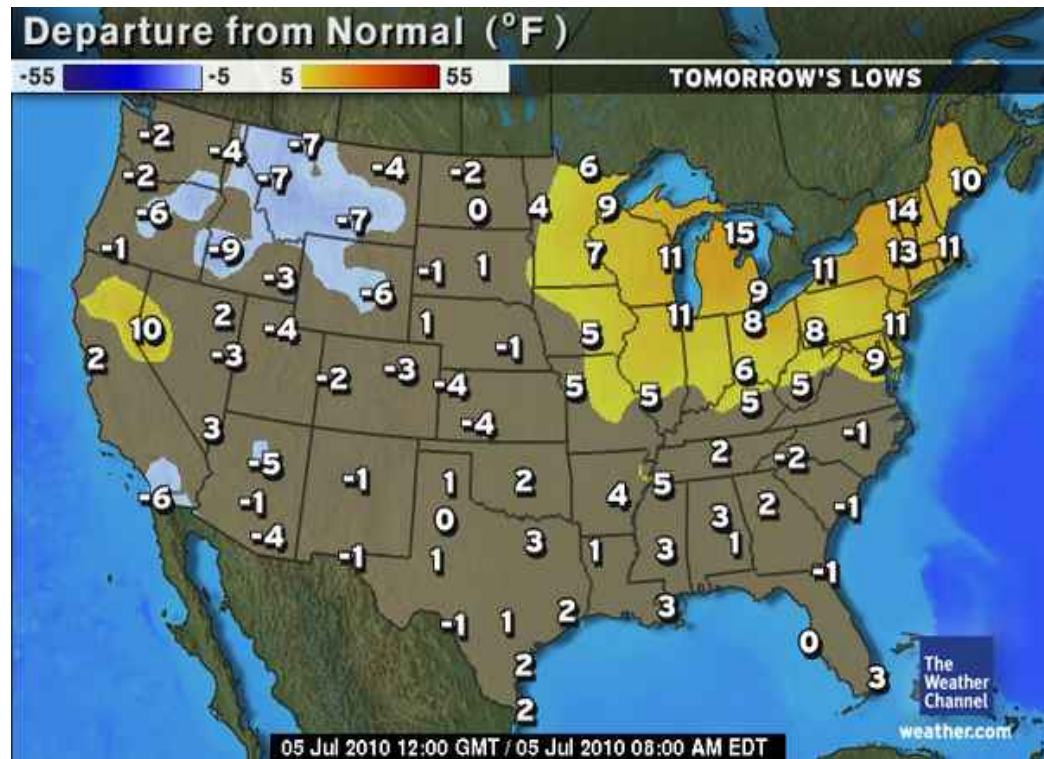 Departure from Normal (°F)
-55 -5 5 55 TOMORROW'S LOWS
-2 -4 -7 -4 -2 6
-2 -7 0 4 9 10
-6 -7 14
-1 -9 -1 1 7 11 15 11 13 11
-3 -6 9
10 2 -4 1 11 8 8 11
2 -3 -1 5 9
-2 -3 -4 5 5 6 5 5
3 -4 2 -1
-5 -1 1 2 5 -2
-6 -1 0 4 3 2 -1
-4 -1 1 3 1 3 1
-1
-1 1 2 3
0
2 3
2
The
Weather
Channel
weather.com
05 Jul 2010 12:00 GMT / 05 Jul 2010 08:00 AM EDT